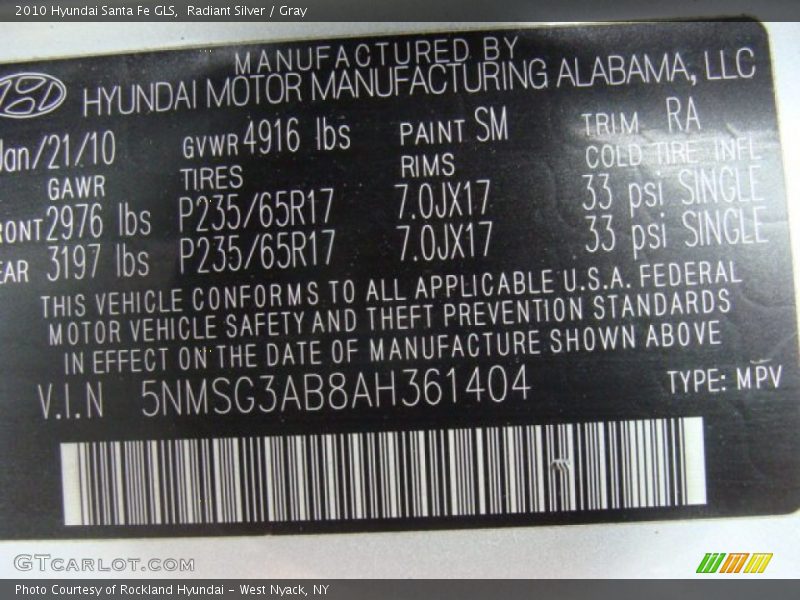 2010 Hyundai Santa Fe GLS, Radiant Silver / Gray
MANUFACTURED BY
HYUNDAI MOTOR MANUFACTURING ALABAMA, LLC
Jan/21/10 GVWR 4916 lbs PAINT SM TRIM RA
GAWR TIRES RIMS COLD TIRE INFL
RONT 2976 lbs P235/65R17 7.0JX17 33 psi SINGLE
EAR 3197 lbs P235/65R17 7.0JX17 33 psi SINGLE
THIS VEHICLE CONFORMS TO ALL APPLICABLE U.S.A. FEDERAL
MOTOR VEHICLE SAFETY AND THEFT PREVENTION STANDARDS
IN EFFECT ON THE DATE OF MANUFACTURE SHOWN ABOVE
V.I.N 5NMSG3AB8AH361404 TYPE: MPV
GTCARLOT.COM
Photo Courtesy of Rockland Hyundai - West Nyack, NY